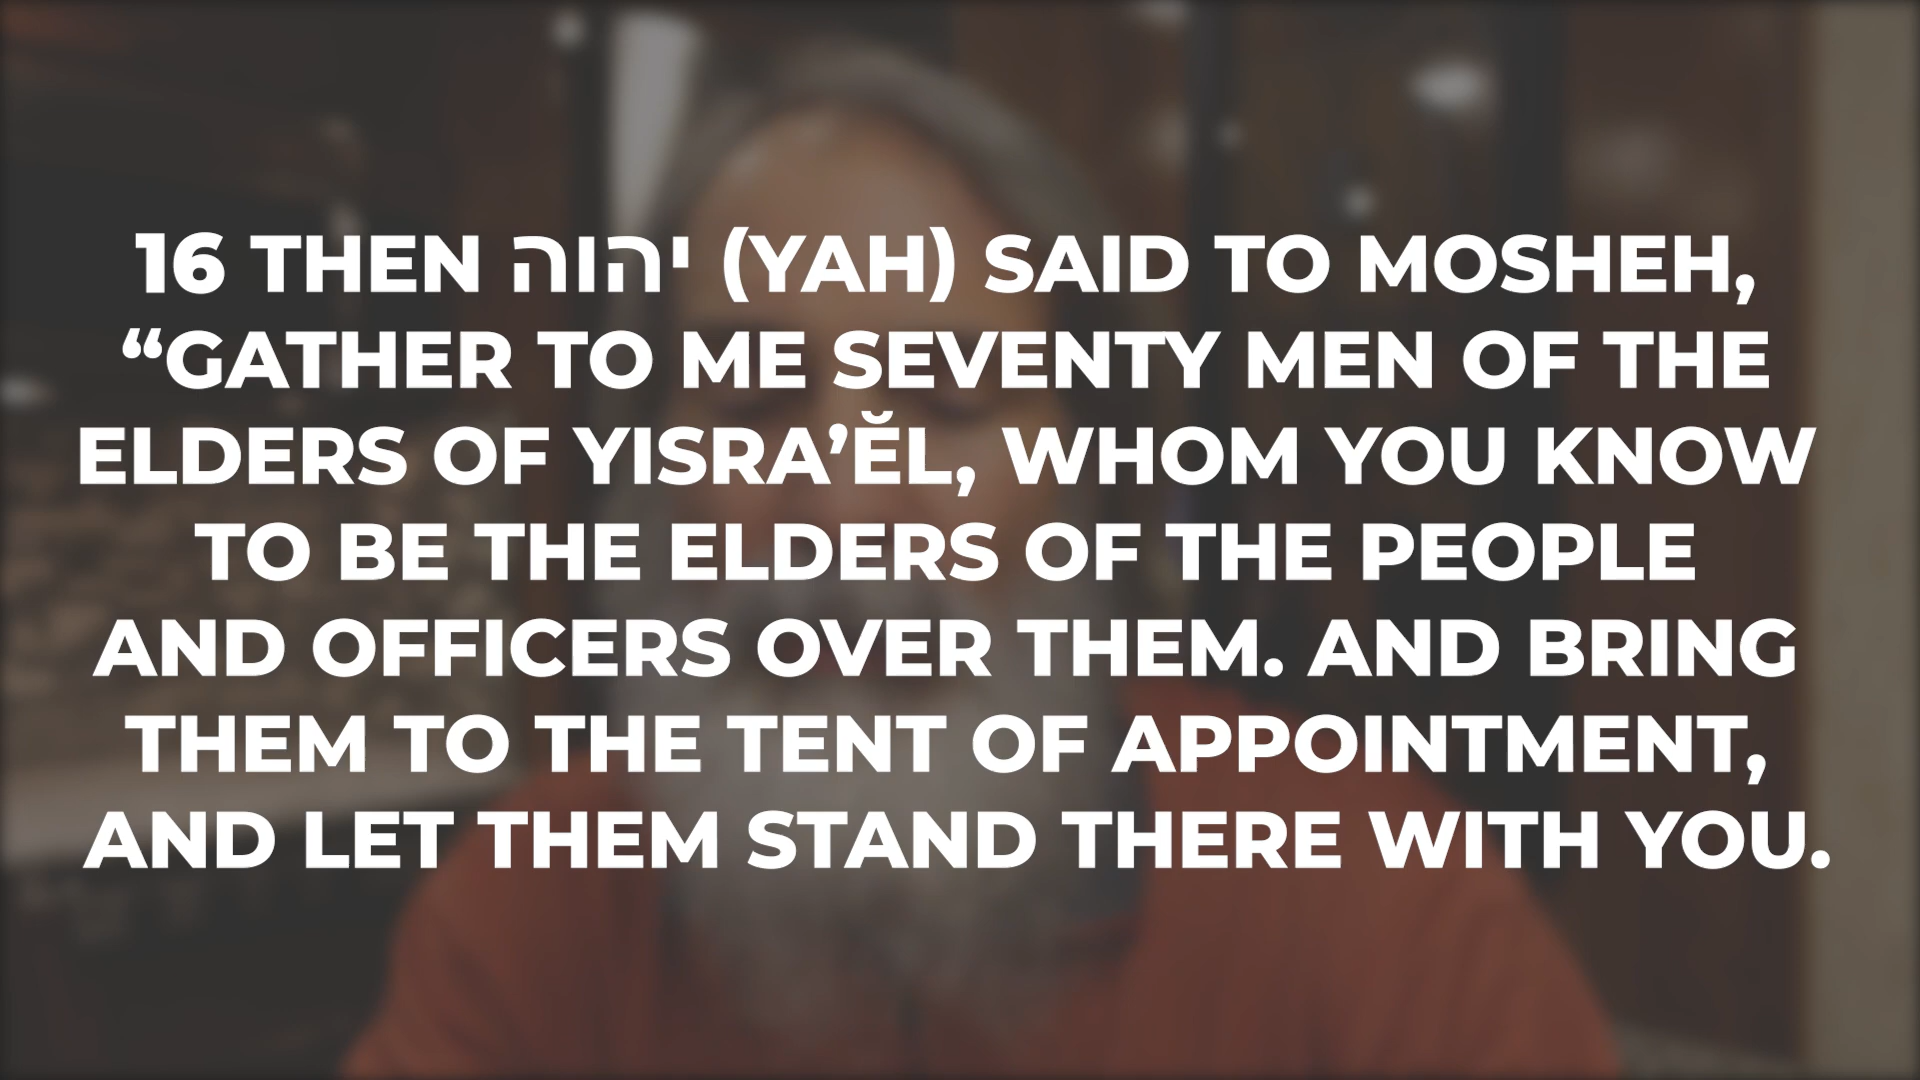 16 THEN יהוה (YAH) SAID TO MOSHEH,
“GATHER TO ME SEVENTY MEN OF THE
ELDERS OF YISRA’ĔL, WHOM YOU KNOW
TO BE THE ELDERS OF THE PEOPLE
AND OFFICERS OVER THEM. AND BRING
THEM TO THE TENT OF APPOINTMENT,
AND LET THEM STAND THERE WITH YOU.